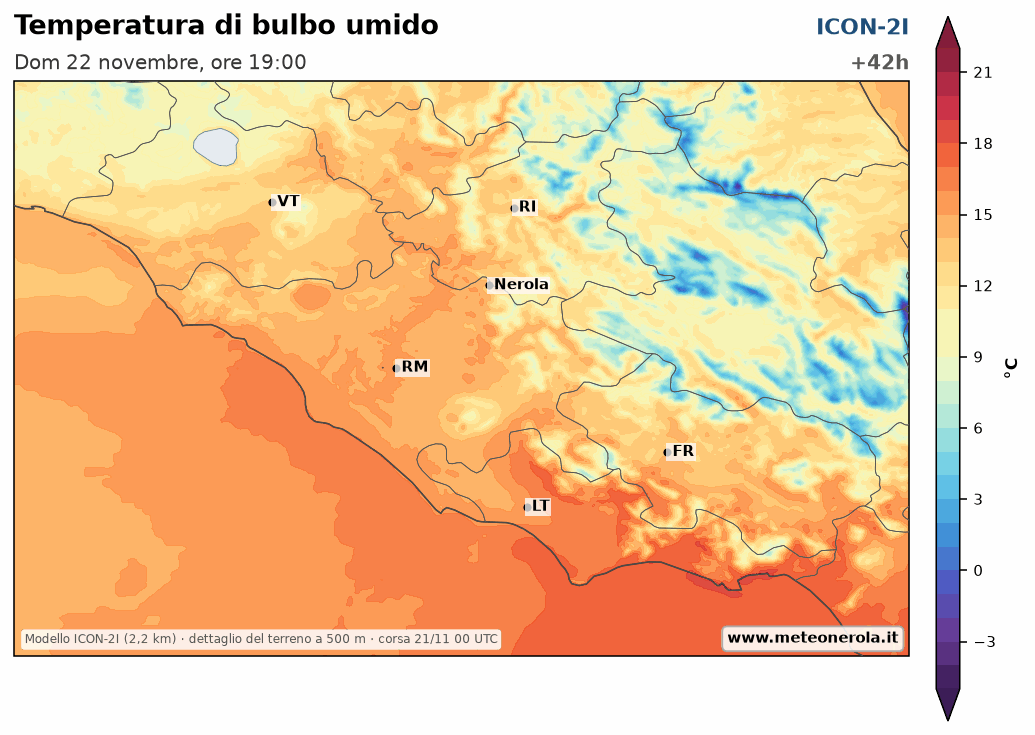 Temperatura di bulbo umido
ICON-2I
Dom 22 novembre, ore 19:00
+42h
VT
RI
Nerola
RM
FR
LT
Modello ICON-2I (2,2 km) · dettaglio del terreno a 500 m · corsa 21/11 00 UTC
www.meteonerola.it
21
18
15
12
9
6
3
0
−3
°C